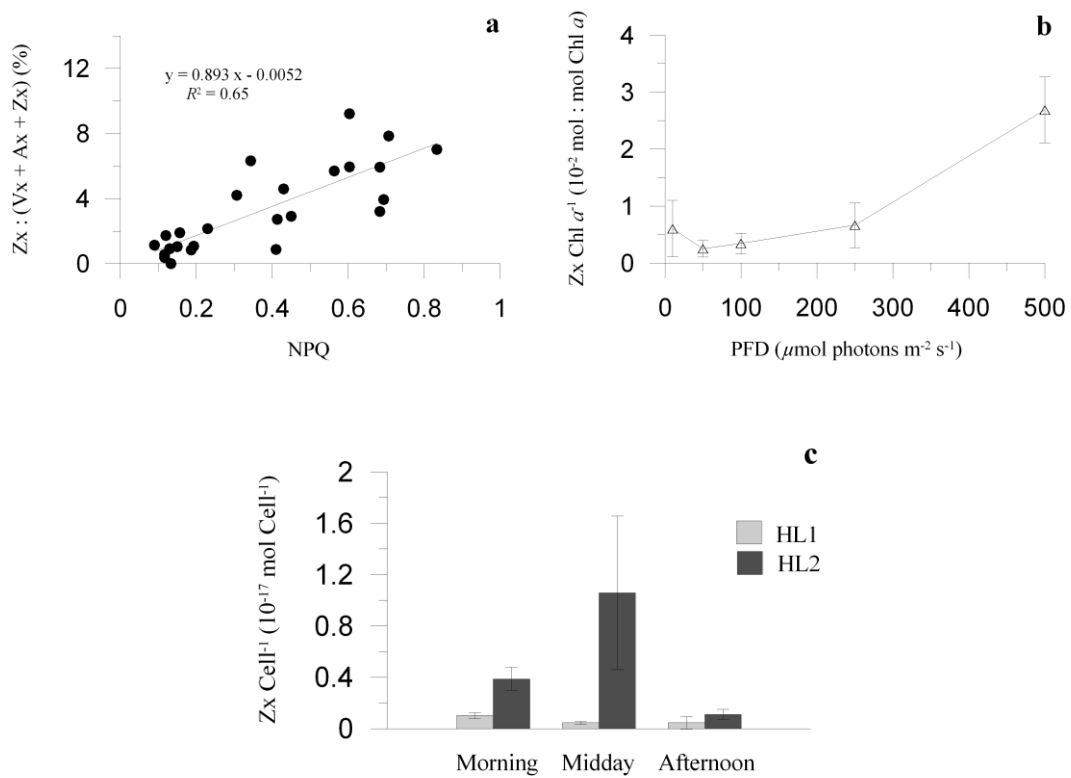 a
Zx : (Vx + Ax + Zx) (%)
12
8
4
0
y = 0.893 x - 0.0052
R² = 0.65
0 0.2 0.4 0.6 0.8 1
NPQ
b
Zx Chl a⁻¹ (10⁻² mol : mol Chl a)
4
3
2
1
0
0 100 200 300 400 500
PFD (µmol photons m⁻² s⁻¹)
c
Zx Cell⁻¹ (10⁻¹⁷ mol Cell⁻¹)
2
1.6
1.2
0.8
0.4
0
HL1
HL2
Morning Midday Afternoon